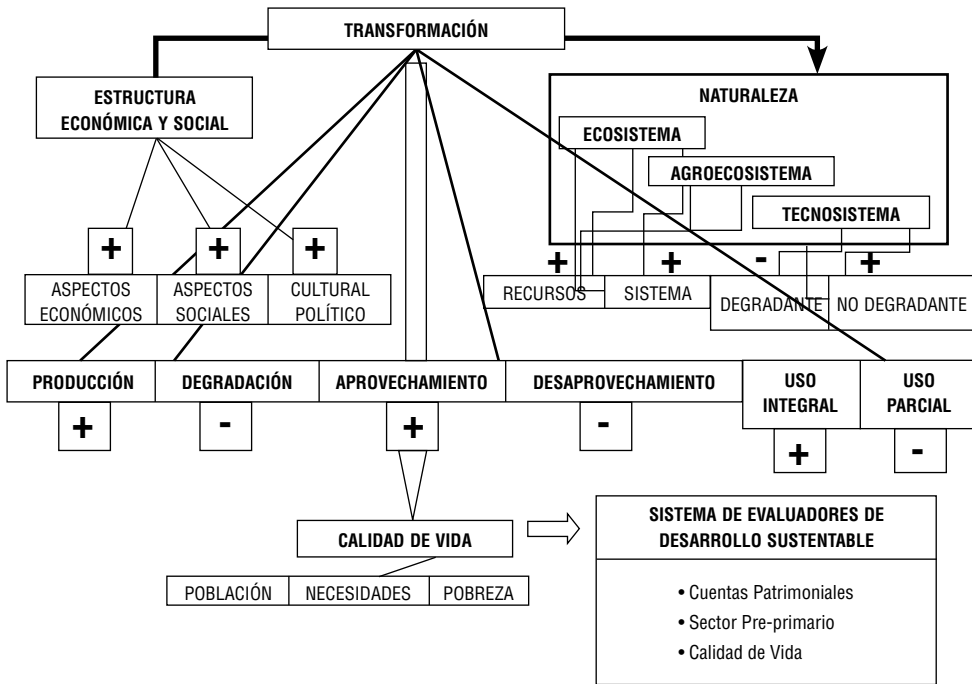 TRANSFORMACIÓN
ESTRUCTURA
ECONÓMICA Y SOCIAL
NATURALEZA
ECOSISTEMA
AGROECOSISTEMA
TECNOSISTEMA
+
+
+
+
+
-
+
ASPECTOS
ECONÓMICOS
ASPECTOS
SOCIALES
CULTURAL
POLÍTICO
RECURSOS
SISTEMA
DEGRADANTE
NO DEGRADANTE
PRODUCCIÓN
DEGRADACIÓN
APROVECHAMIENTO
DESAPROVECHAMIENTO
USO
INTEGRAL
USO
PARCIAL
+
-
+
-
+
-
CALIDAD DE VIDA
POBLACIÓN
NECESIDADES
POBREZA
SISTEMA DE EVALUADORES DE
DESARROLLO SUSTENTABLE
• Cuentas Patrimoniales
• Sector Pre-primario
• Calidad de Vida